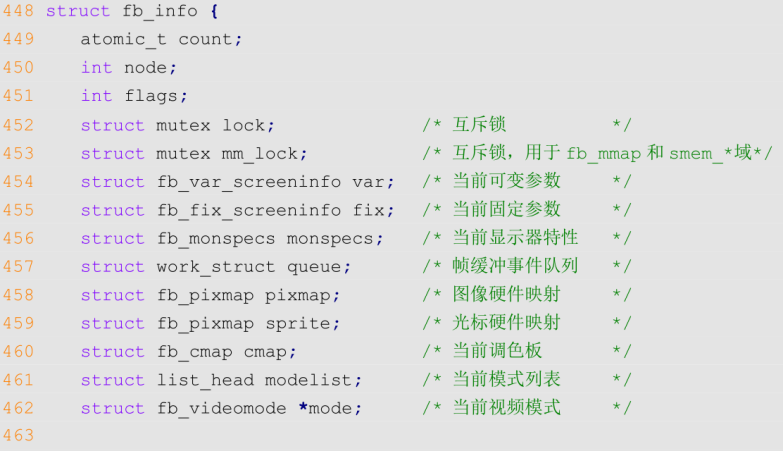 448 struct fb_info {
449 atomic_t count;
450 int node;
451 int flags;
452 struct mutex lock; /* 互斥锁 */
453 struct mutex mm_lock; /* 互斥锁，用于 fb_mmap 和 smem_*域*/
454 struct fb_var_screeninfo var; /* 当前可变参数 */
455 struct fb_fix_screeninfo fix; /* 当前固定参数 */
456 struct fb_monspecs monspecs; /* 当前显示器特性 */
457 struct work_struct queue; /* 帧缓冲事件队列 */
458 struct fb_pixmap pixmap; /* 图像硬件映射 */
459 struct fb_pixmap sprite; /* 光标硬件映射 */
460 struct fb_cmap cmap; /* 当前调色板 */
461 struct list_head modelist; /* 当前模式列表 */
462 struct fb_videomode *mode; /* 当前视频模式 */
463